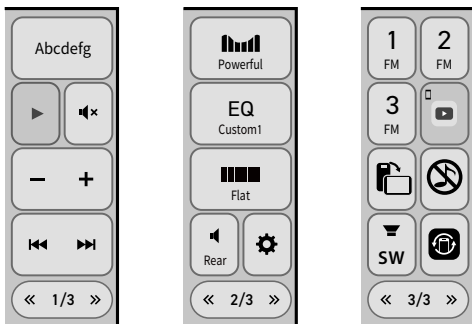 Abcdefg
1/3
Powerful
EQ
Custom1
Flat
Rear
2/3
1
FM
2
FM
3
FM
SW
3/3